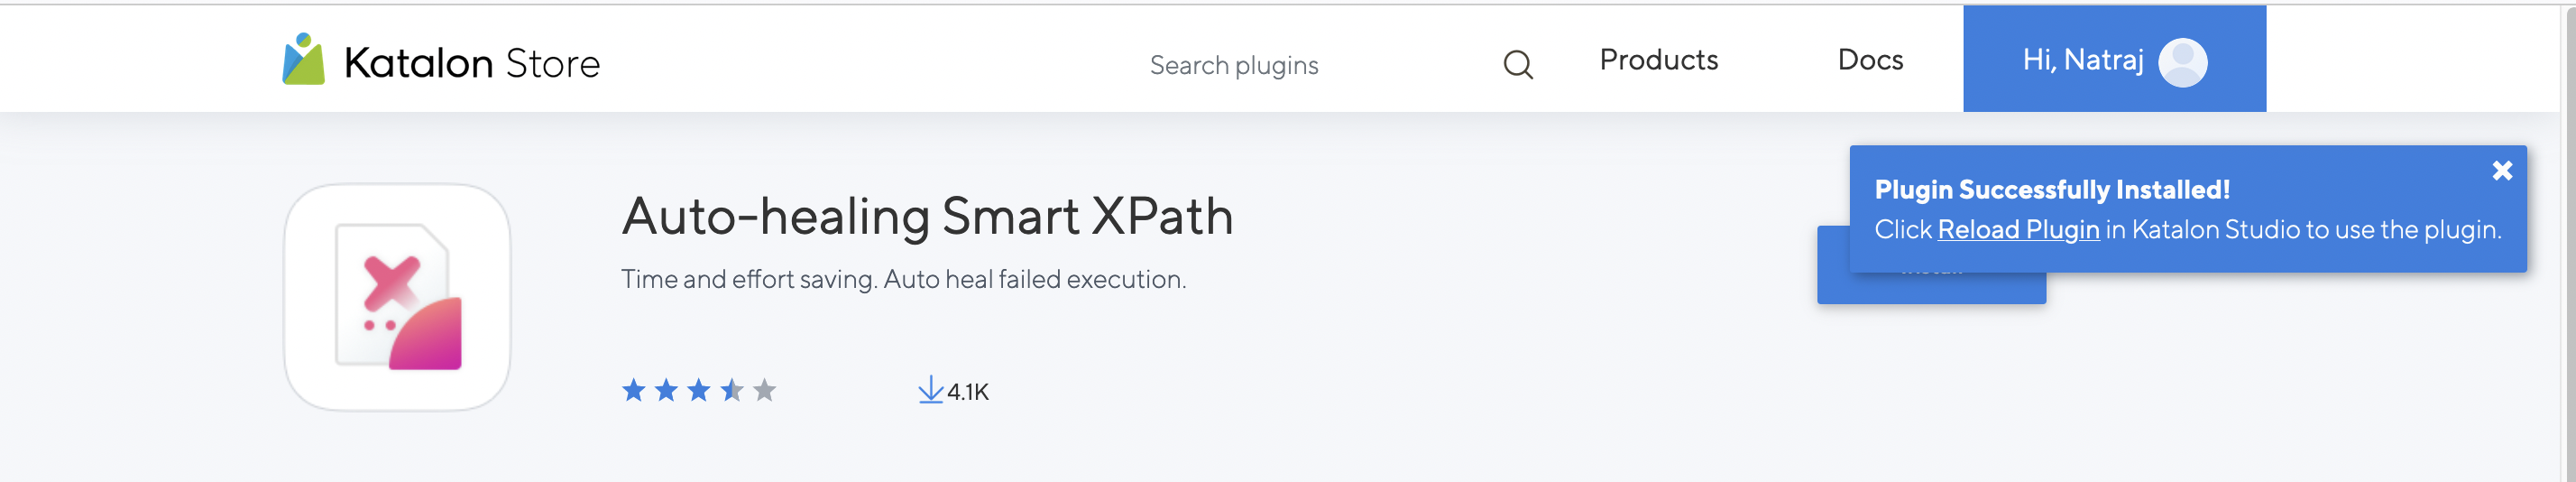 Katalon Store
Search plugins
Products
Docs
Hi, Natraj
Plugin Successfully Installed!
Click Reload Plugin in Katalon Studio to use the plugin.
Auto-healing Smart XPath
Time and effort saving. Auto heal failed execution.
4.1K